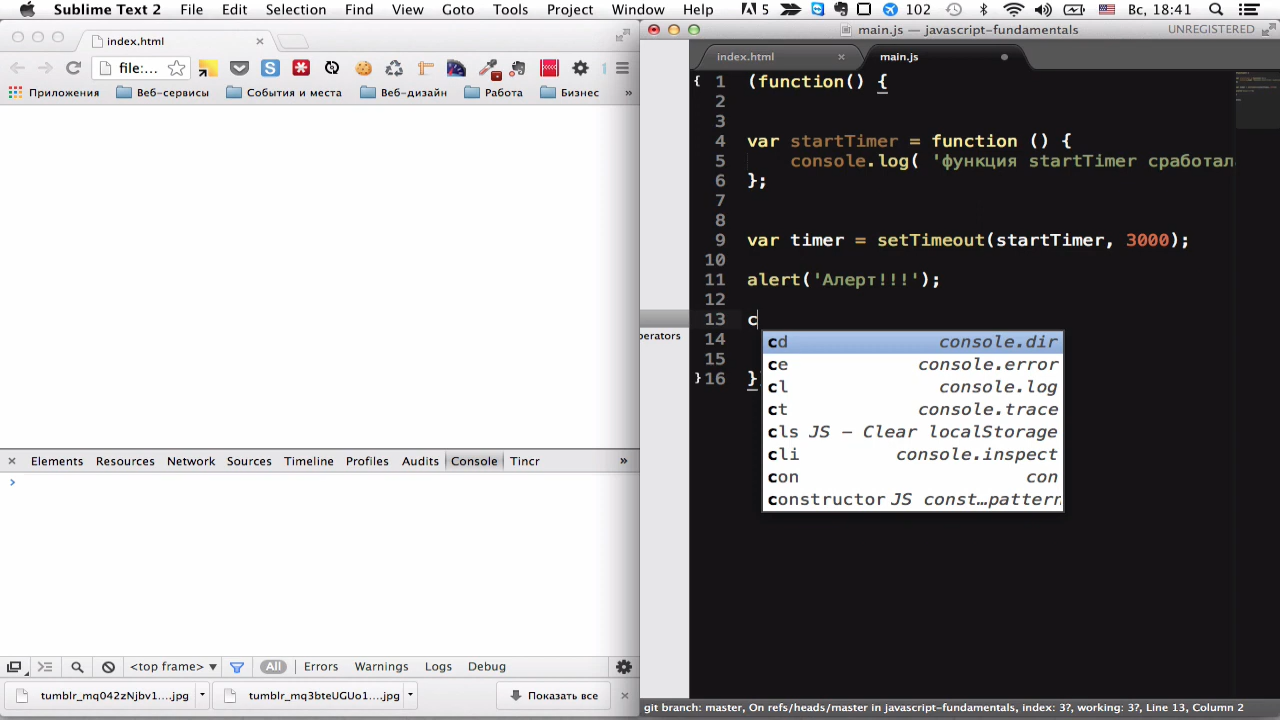 Sublime Text 2 File Edit Selection Find View Goto Tools Project Window Help 5 102 Вс, 18:41
index.html
file:...
Приложения Веб-сервисы События и места Веб-дизайн Работа Бизнес »
Elements Resources Network Sources Timeline Profiles Audits Console Tincr »
>
<top frame> All Errors Warnings Logs Debug
tumblr_mq042zNjbv1....jpg tumblr_mq3bteUGUo1....jpg Показать все
main.js — javascript-fundamentals UNREGISTERED
index.html main.js
perators
{ 1 (function() {
2
3
4 var startTimer = function () {
5 console.log( 'функция startTimer сработал
6 };
7
8
9 var timer = setTimeout(startTimer, 3000);
10
11 alert('Алерт!!!');
12
13 c
14
15
} 16 }
cd console.dir
ce console.error
cl console.log
ct console.trace
cls JS – Clear localStorage
cli console.inspect
con con
constructor JS const…pattern
git branch: master, On refs/heads/master in javascript-fundamentals, index: 3?, working: 3?, Line 13, Column 2